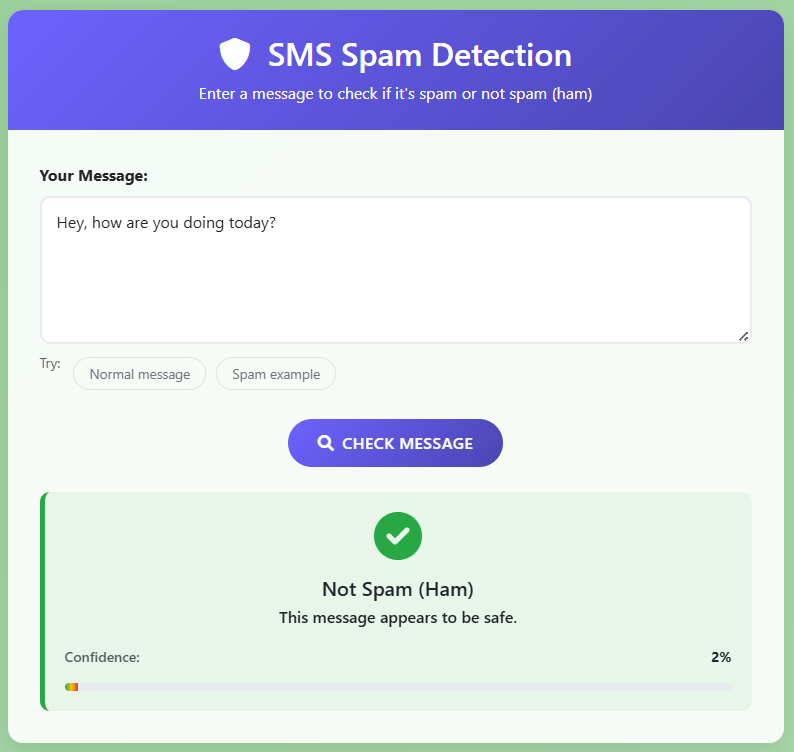 SMS Spam Detection
Enter a message to check if it's spam or not spam (ham)
Your Message:
Hey, how are you doing today?
Try:
Normal message
Spam example
CHECK MESSAGE
Not Spam (Ham)
This message appears to be safe.
Confidence: 2%